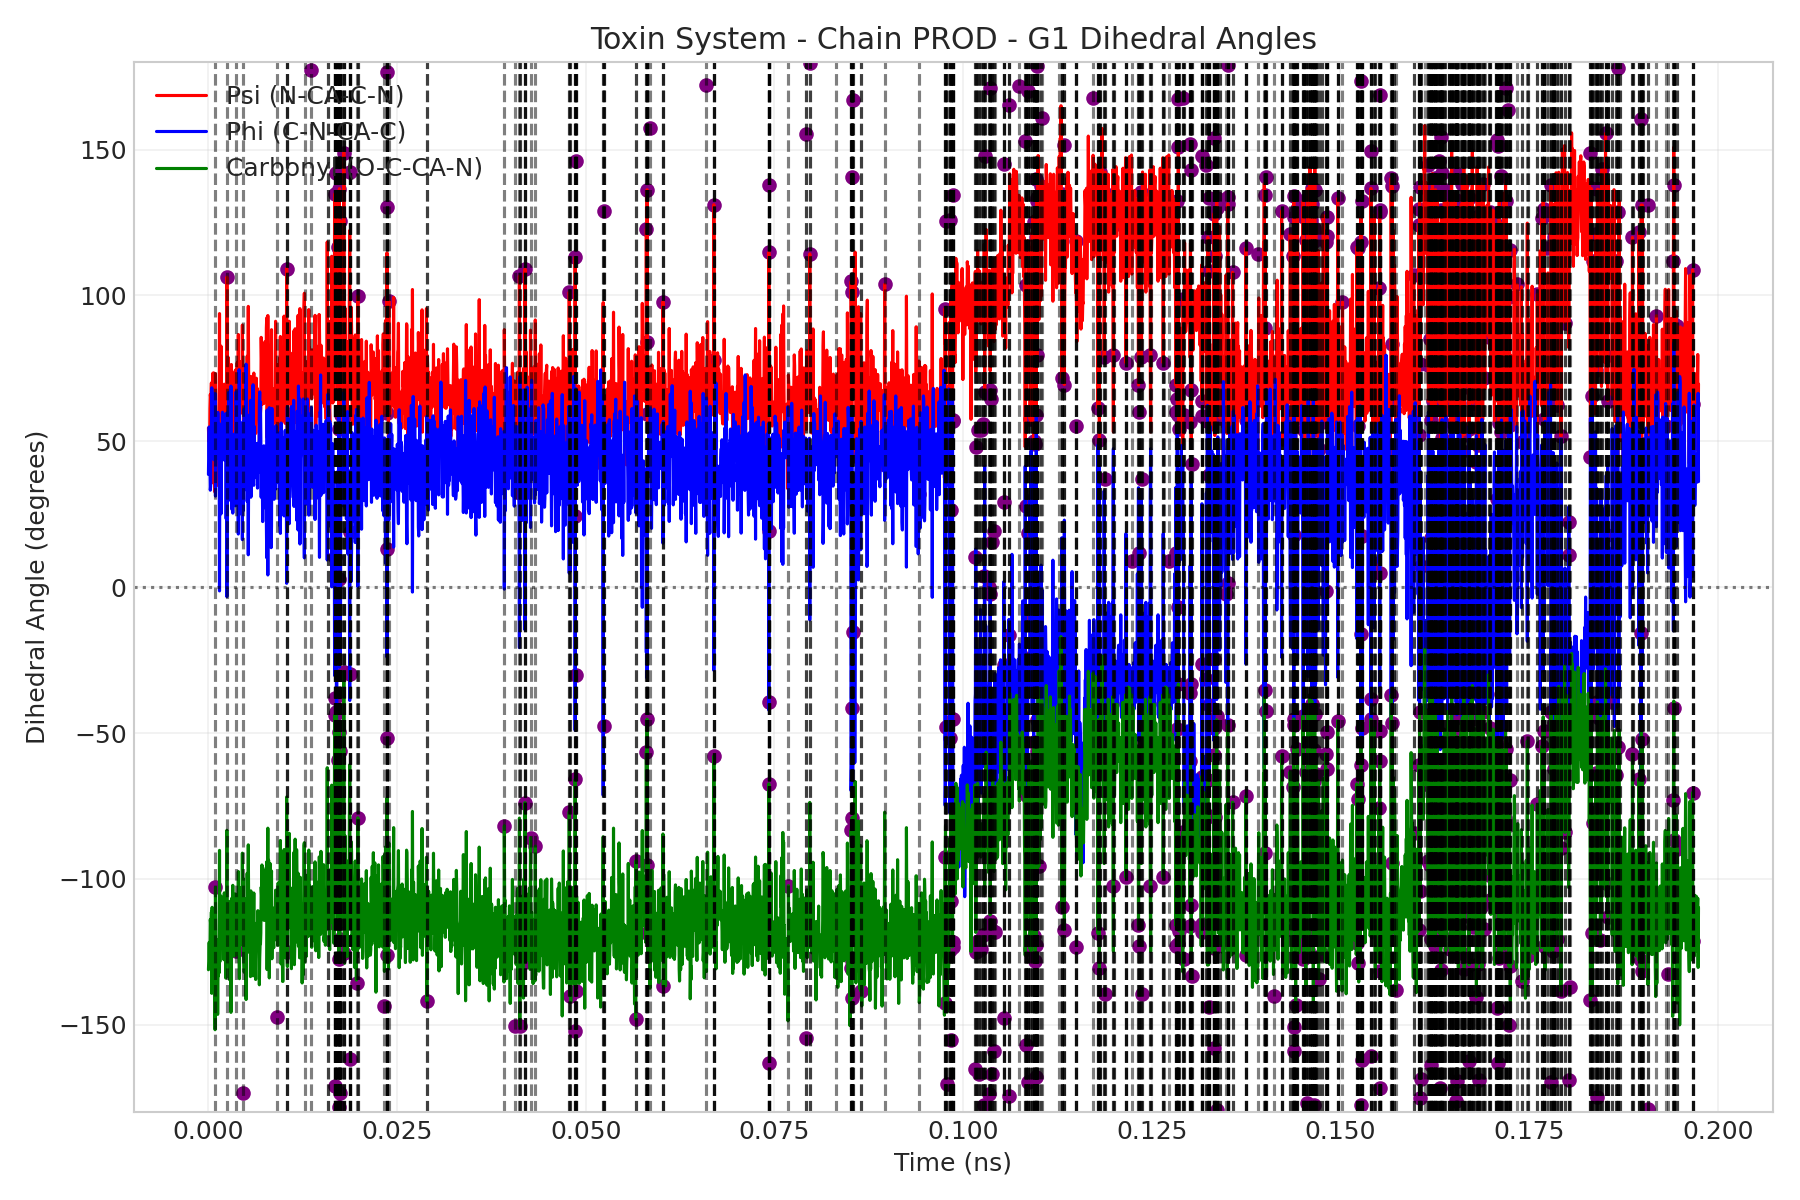 Toxin System - Chain PROD - G1 Dihedral Angles
Psi (N-CA-C-N)
Phi (C-N-CA-C)
Carbonyl (O-C-CA-N)
Dihedral Angle (degrees)
150
100
50
0
−50
−100
−150
0.000 0.025 0.050 0.075 0.100 0.125 0.150 0.175 0.200
Time (ns)